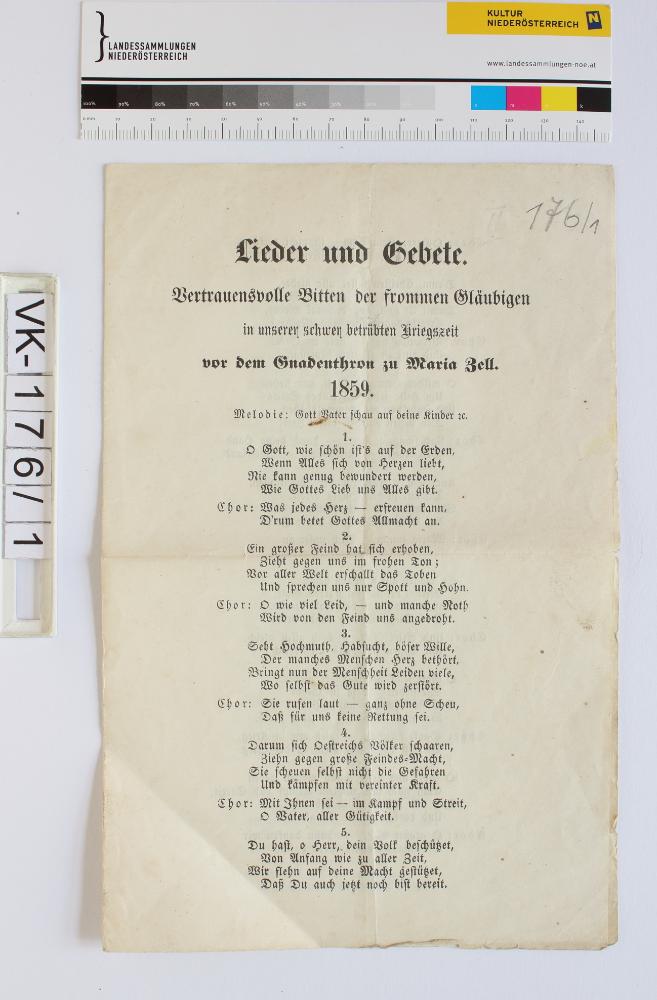 LANDESSAMMLUNGEN
NIEDERÖSTERREICH
KULTUR
NIEDERÖSTERREICH
N
www.landessammlungen-noe.at
VK-176/1
176/1
Lieder und Gebete.
Vertrauensvolle Bitten der frommen Gläubigen
in unserer schwer betrübten Kriegszeit
vor dem Gnadenthron zu Maria Zell.
1859.
Melodie: Gott Vater schau auf deine Kinder ꝛc.
1.
O Gott, wie schön ist's auf der Erden,
Wenn Alles sich von Herzen liebt,
Nie kann genug bewundert werden,
Wie Gottes Lieb uns Alles gibt.
Chor: Was jedes Herz — erfreuen kann,
D'rum betet Gottes Allmacht an.
2.
Ein großer Feind hat sich erhoben,
Zieht gegen uns im frohen Ton;
Vor aller Welt erschallt das Toben
Und sprechen uns nur Spott und Hohn.
Chor: O wie viel Leid, — und manche Noth
Wird von den Feind uns angedroht.
3.
Seht Hochmuth, Habsucht, böser Wille,
Der manches Menschen Herz bethört,
Bringt nun der Menschheit Leiden viele,
Wo selbst das Gute wird zerstört.
Chor: Sie rufen laut — ganz ohne Scheu,
Daß für uns keine Rettung sei.
4.
Darum sich Oestreichs Völker schaaren,
Ziehn gegen große Feindes-Macht,
Sie scheuen selbst nicht die Gefahren
Und kämpfen mit vereinter Kraft.
Chor: Mit Ihnen sei — im Kampf und Streit,
O Vater, aller Gütigkeit.
5.
Du hast, o Herr, dein Volk beschützet,
Von Anfang wie zu aller Zeit,
Wir flehn auf deine Macht gestützet,
Daß Du auch jetzt noch bist bereit.